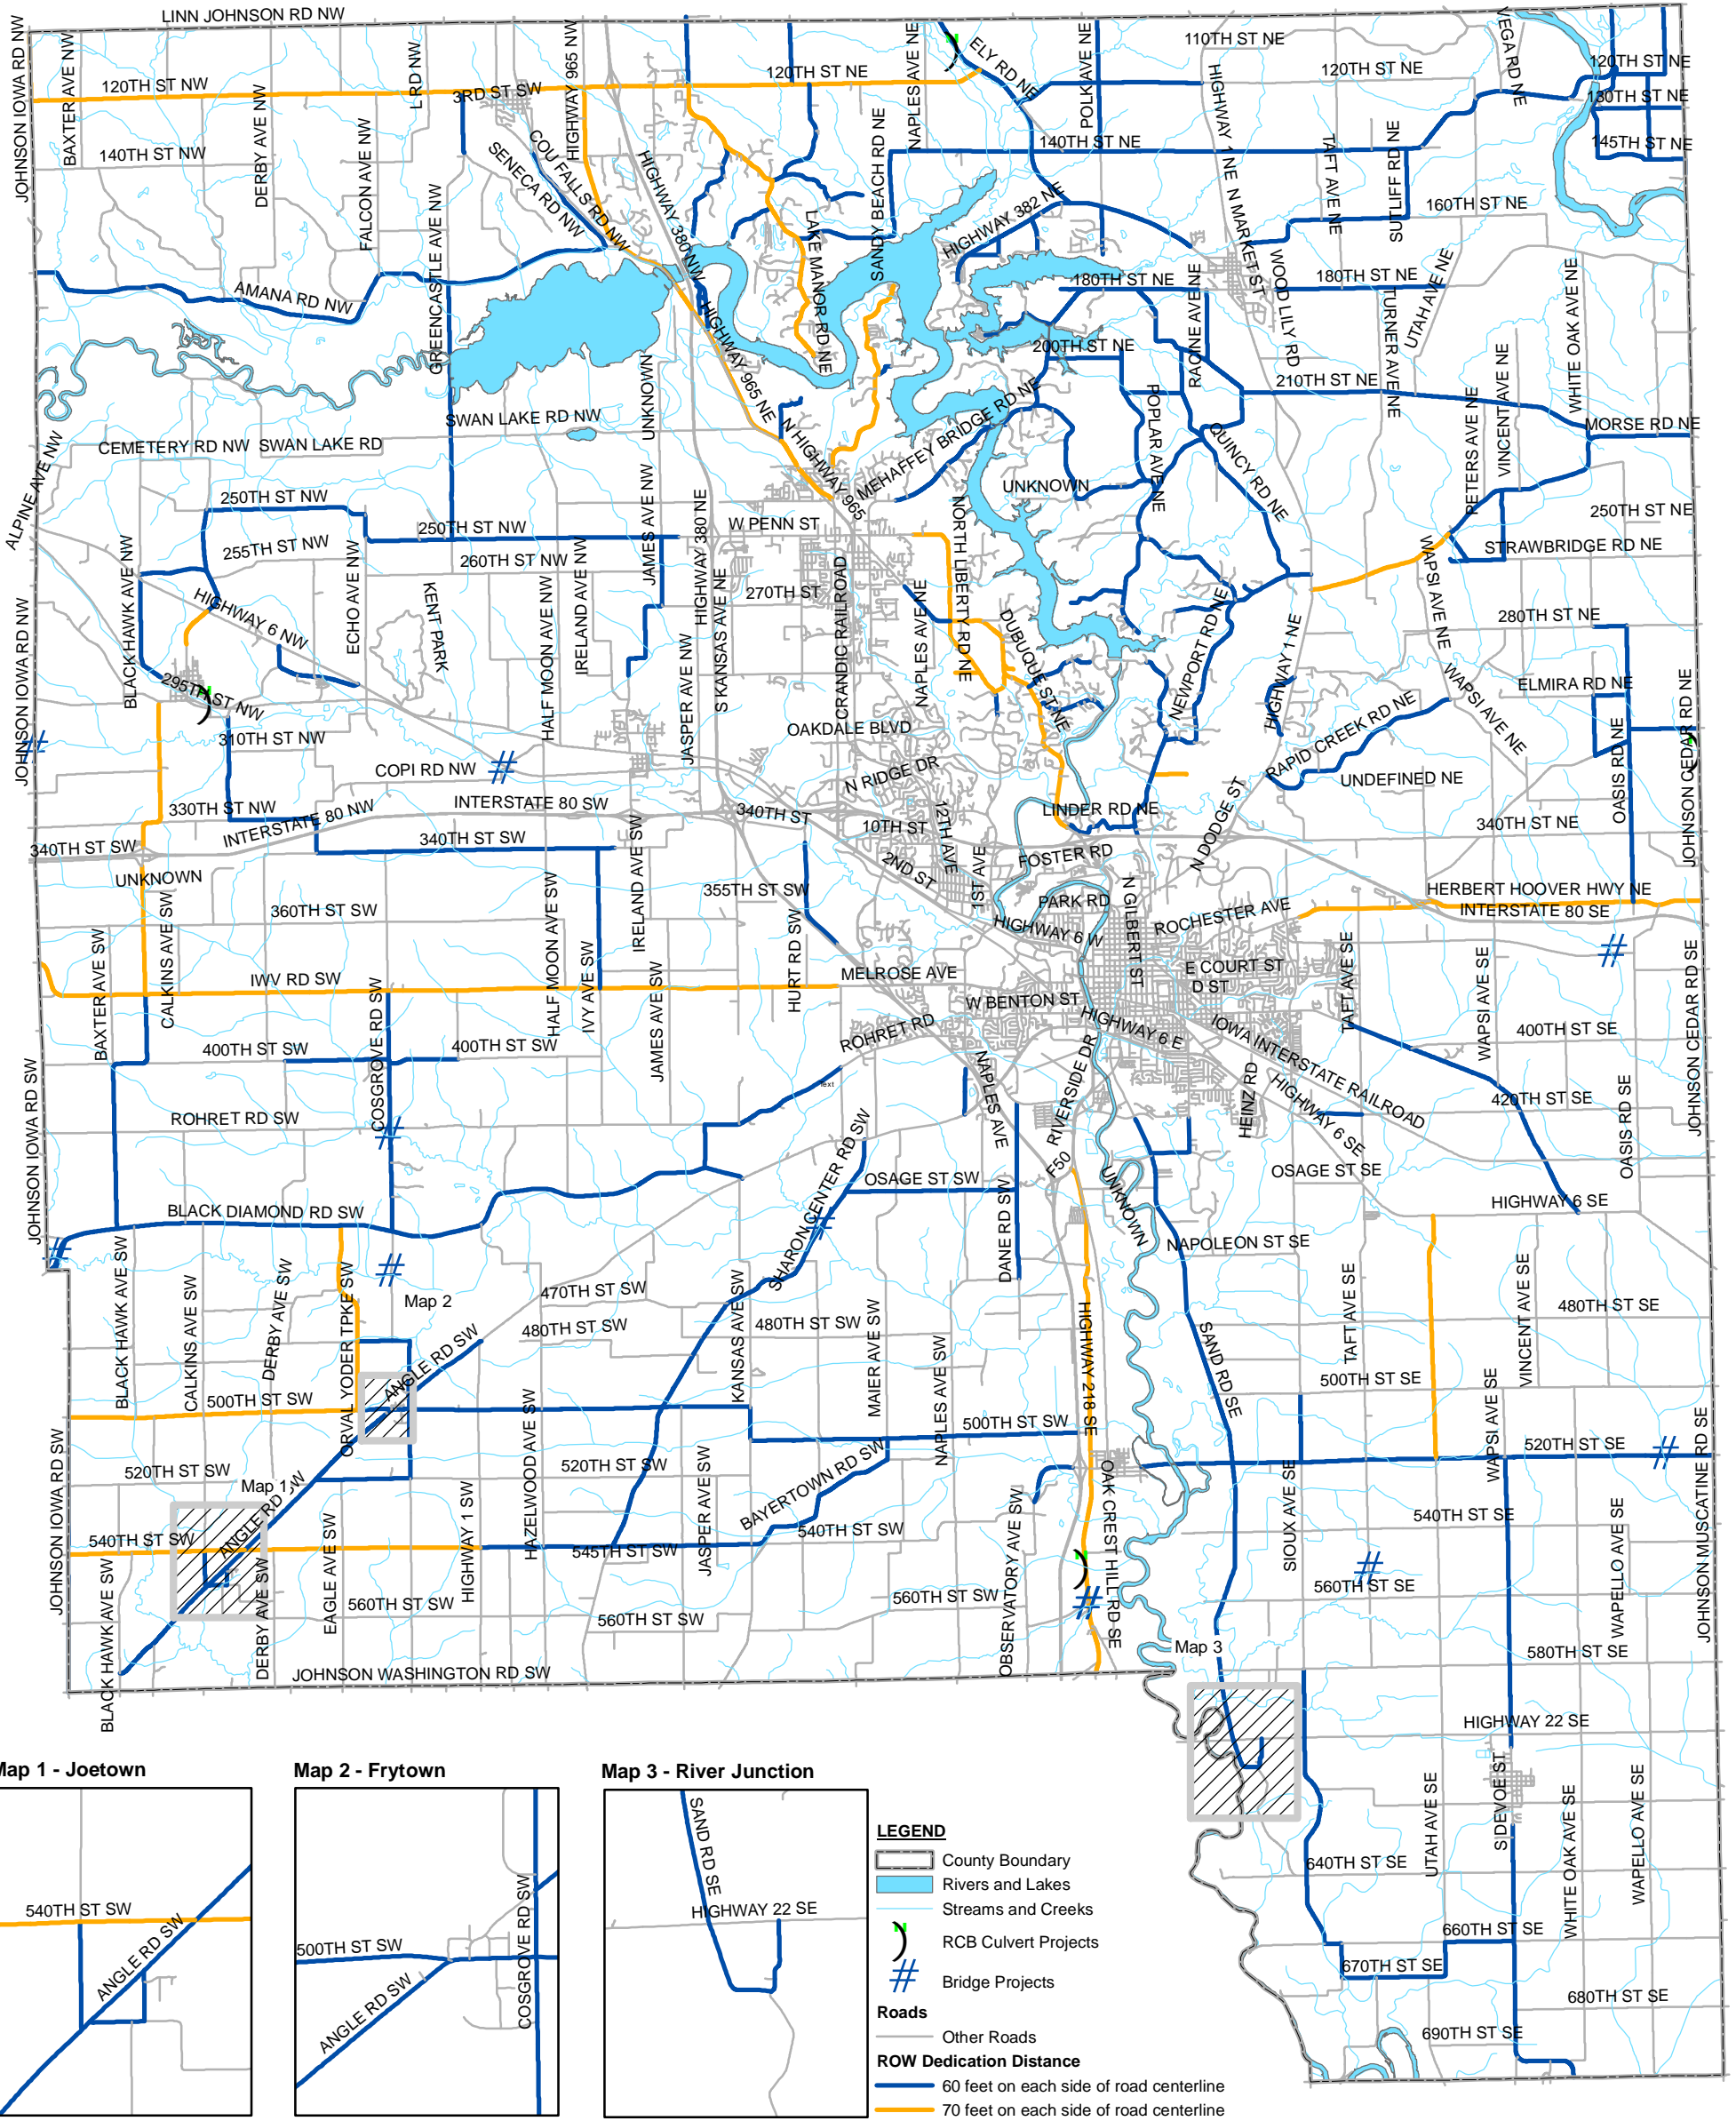 LINN JOHNSON RD NW
JOHNSON IOWA RD NW
BAXTER AVE NW
120TH ST NW
140TH ST NW
DERBY AVE NW
FALCON AVE NW
L RD NW
3RD ST SW
HIGHWAY 965 NW
COU FALLS RD NW
SENECA RD NW
HIGHWAY 380 NW
GREENCASTLE AVE NW
AMANA RD NW
120TH ST NE
NAPLES AVE NE
ELY RD NE
POLK AVE NE
110TH ST NE
120TH ST NE
VEGARD NE
120TH ST NE
130TH ST NE
145TH ST NE
140TH ST NE
HIGHWAY 1 NE
N MARKET ST
TAFT AVE NE
SUTLIFF RD NE
160TH ST NE
SANDY BEACH RD NE
LAKE MANOR RD NE
HIGHWAY 382 NE
180TH ST NE
RACINE AVE NE
WOOD LILY RD
180TH ST NE
UTAH AVE NE
TURNER AVE NE
WHITE OAK AVE NE
200TH ST NE
210TH ST NE
HIGHWAY 965 NE
N HIGHWAY 965
MEHAFFEY BRIDGE RD NE
POPLAR AVE NE
QUINCY RD NE
PETERS AVE NE
VINCENT AVE NE
MORSE RD NE
UNKNOWN
SWAN LAKE RD NW
CEMETERY RD NW
SWAN LAKE RD
ALPINE AVE NW
250TH ST NW
250TH ST NW
255TH ST NW
260TH ST NW
BLACK HAWK AVE NW
ECHO AVE NW
KENT PARK
HIGHWAY 6 NW
HALF MOON AVE NW
IRELAND AVE NW
JAMES AVE NW
HIGHWAY 380 NE
W PENN ST
270TH ST
S KANSAS AVE NE
JASPER AVE NW
CRANDIC RAILROAD
NAPLES AVE NE
NORTH LIBERTY RD NE
DUBUQUE ST NE
UNKNOWN
NEWPORT RD NE
HIGHWAY 1 NE
250TH ST NE
STRAWBRIDGE RD NE
WAPSI AVE NE
280TH ST NE
WAPSI AVE NE
WAPSI AVE NE
ELMIRA RD NE
RAPID CREEK RD NE
UNDEFINED NE
OASIS RD NE
JOHNSON CEDAR RD NE
JOHNSON IOWA RD NW
295TH ST NW
310TH ST NW
COPI RD NW
330TH ST NW
INTERSTATE 80 NW
INTERSTATE 80 SW
340TH ST SW
340TH ST SW
UNKNOWN
OAKDALE BLVD
N RIDGE DR
340TH ST
10TH ST
12TH AVE
2ND ST
1ST AVE
LINDER RD NE
FOSTER RD
N DODGE ST
340TH ST NE
HERBERT HOOVER HWY NE
INTERSTATE 80 SE
355TH ST SW
360TH ST SW
CALKINS AVE SW
BAXTER AVE SW
IWV RD SW
COSGROVE RD SW
HALF MOON AVE SW
IVY AVE SW
IRELAND AVE SW
JAMES AVE SW
HURT RD SW
MELROSE AVE
HIGHWAY 6 W
PARK RD
N GILBERT ST
ROCHESTER AVE
E COURT ST
D ST
W BENTON ST
HIGHWAY 6 E
ROHRET RD
RIVERSIDE DR
NAPLES AVE
IOWA INTERSTATE RAILROAD
HEINZ RD
HIGHWAY 6 SE
TAFT AVE SE
WAPSI AVE SE
400TH ST SE
420TH ST SE
OASIS RD SE
JOHNSON CEDAR RD SE
JOHNSON IOWA RD SW
400TH ST SW
400TH ST SW
ROHRET RD SW
text
BLACK DIAMOND RD SW
SHARON CENTER RD SW
OSAGE ST SW
F50
UNKNOWN
DANE RD SW
OSAGE ST SE
HIGHWAY 6 SE
NAPOLEON ST SE
BLACK HAWK AVE SW
CALKINS AVE SW
DERBY AVE SW
ORVAL YODER TPKE SW
Map 2
470TH ST SW
480TH ST SW
480TH ST SW
KANSAS AVE SW
MAIER AVE SW
NAPLES AVE SW
HIGHWAY 218 SE
SAND RD SE
TAFT AVE SE
VINCENT AVE SE
480TH ST SE
500TH ST SE
WAPSI AVE SE
ANGLE RD SW
500TH ST SW
500TH ST SW
520TH ST SW
Map 1
ANGLE RD SW
HAZELWOOD AVE SW
HIGHWAY 1 SW
520TH ST SW
JASPER AVE SW
BAYERTOWN RD SW
540TH ST SW
540TH ST SW
545TH ST SW
OBSERVATORY AVE SW
OAK CREST HILL RD SE
520TH ST SE
540TH ST SE
SIOUX AVE SE
560TH ST SE
WAPELLO AVE SE
JOHNSON MUSCATINE RD SE
JOHNSON IOWA RD SW
BLACK HAWK AVE SW
DERBY AVE SW
EAGLE AVE SW
560TH ST SW
560TH ST SW
560TH ST SW
JOHNSON WASHINGTON RD SW
Map 3
580TH ST SE
HIGHWAY 22 SE
UTAH AVE SE
SIDEVOE ST
WHITE OAK AVE SE
WAPELLO AVE SE
640TH ST SE
660TH ST SE
670TH ST SE
680TH ST SE
690TH ST SE
Map 1 - Joetown
540TH ST SW
ANGLE RD SW
Map 2 - Frytown
500TH ST SW
ANGLE RD SW
COSGROVE RD SW
Map 3 - River Junction
SAND RD SE
HIGHWAY 22 SE
LEGEND
County Boundary
Rivers and Lakes
Streams and Creeks
RCB Culvert Projects
Bridge Projects
Roads
Other Roads
ROW Dedication Distance
60 feet on each side of road centerline
70 feet on each side of road centerline